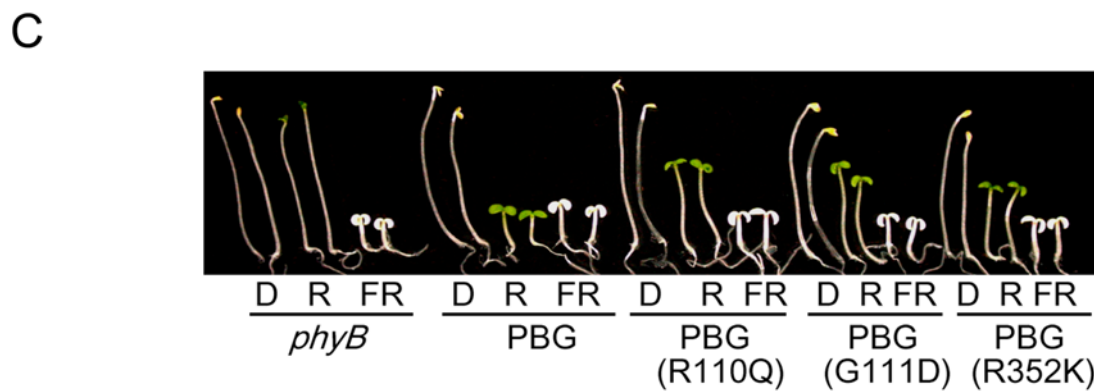 C
D R FR D R FR D R FR D R FR D R FR
phyB PBG PBG PBG PBG
(R110Q) (G111D) (R352K)